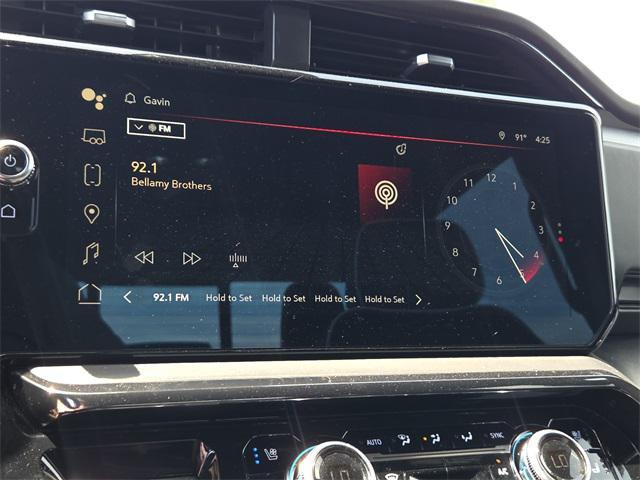 Gavin
FM
91° 4:25
92.1
Bellamy Brothers
12
11 1
10 2
9 3
8 4
7 5
6
92.1 FM Hold to Set Hold to Set Hold to Set Hold to Set
AUTO SYNC
LO LO
A/C